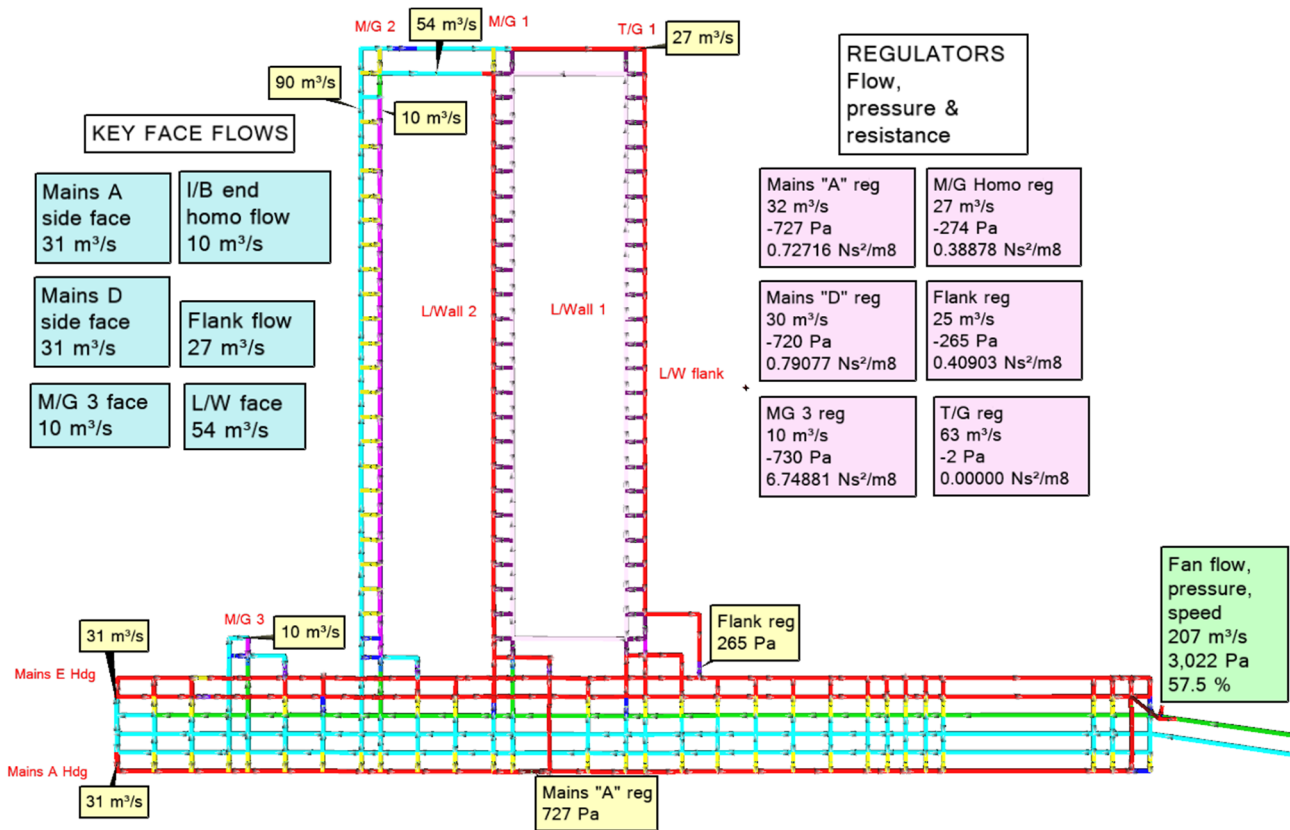 M/G 2
54 m³/s
M/G 1
T/G 1
27 m³/s
90 m³/s
10 m³/s
KEY FACE FLOWS
Mains A
side face
31 m³/s
I/B end
homo flow
10 m³/s
Mains D
side face
31 m³/s
Flank flow
27 m³/s
M/G 3 face
10 m³/s
L/W face
54 m³/s
L/Wall 2
L/Wall 1
L/W flank
REGULATORS
Flow,
pressure &
resistance
Mains "A" reg
32 m³/s
-727 Pa
0.72716 Ns²/m8
M/G Homo reg
27 m³/s
-274 Pa
0.38878 Ns²/m8
Mains "D" reg
30 m³/s
-720 Pa
0.79077 Ns²/m8
Flank reg
25 m³/s
-265 Pa
0.40903 Ns²/m8
MG 3 reg
10 m³/s
-730 Pa
6.74881 Ns²/m8
T/G reg
63 m³/s
-2 Pa
0.00000 Ns²/m8
Fan flow,
pressure,
speed
207 m³/s
3,022 Pa
57.5 %
M/G 3
31 m³/s
10 m³/s
Flank reg
265 Pa
Mains E Hdg
Mains A Hdg
31 m³/s
Mains "A" reg
727 Pa